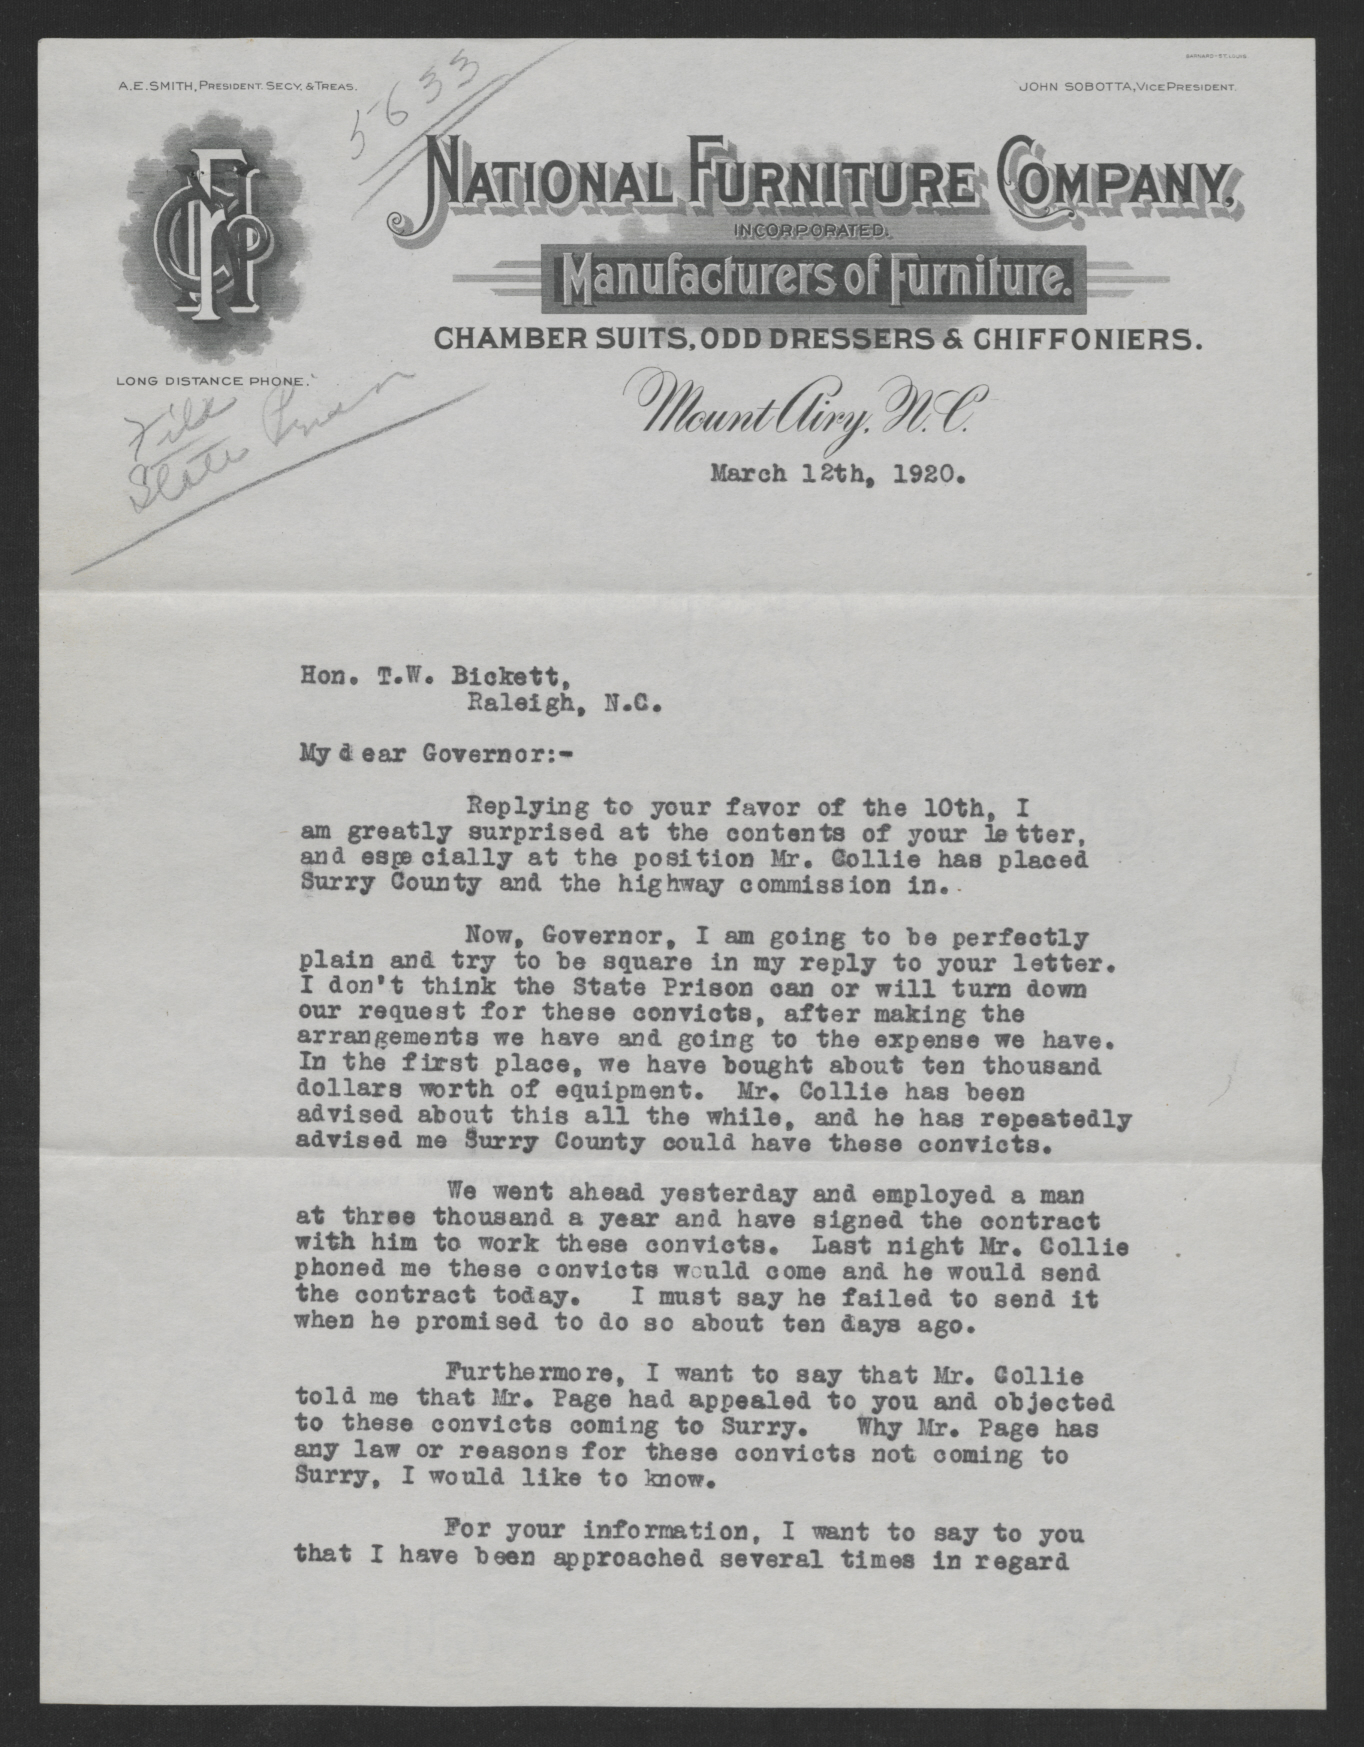 BARNARD-ST.LOUIS
A.E.SMITH, PRESIDENT. SECY. & TREAS.
JOHN SOBOTTA, VICE PRESIDENT.
5633
NATIONAL FURNITURE COMPANY,
INCORPORATED.
Manufacturers of Furniture.
CHAMBER SUITS, ODD DRESSERS & CHIFFONIERS.
LONG DISTANCE PHONE.
File
State Prison
Mount Airy, N.C.
March 12th, 1920.
Hon. T.W. Bickett,
Raleigh, N.C.
My dear Governor:-
Replying to your favor of the 10th, I
am greatly surprised at the contents of your letter,
and especially at the position Mr. Collie has placed
Surry County and the highway commission in.
Now, Governor, I am going to be perfectly
plain and try to be square in my reply to your letter.
I don't think the State Prison can or will turn down
our request for these convicts, after making the
arrangements we have and going to the expense we have.
In the first place, we have bought about ten thousand
dollars worth of equipment. Mr. Collie has been
advised about this all the while, and he has repeatedly
advised me Surry County could have these convicts.
We went ahead yesterday and employed a man
at three thousand a year and have signed the contract
with him to work these convicts. Last night Mr. Collie
phoned me these convicts would come and he would send
the contract today. I must say he failed to send it
when he promised to do so about ten days ago.
Furthermore, I want to say that Mr. Collie
told me that Mr. Page had appealed to you and objected
to these convicts coming to Surry. Why Mr. Page has
any law or reasons for these convicts not coming to
Surry, I would like to know.
For your information, I want to say to you
that I have been approached several times in regard